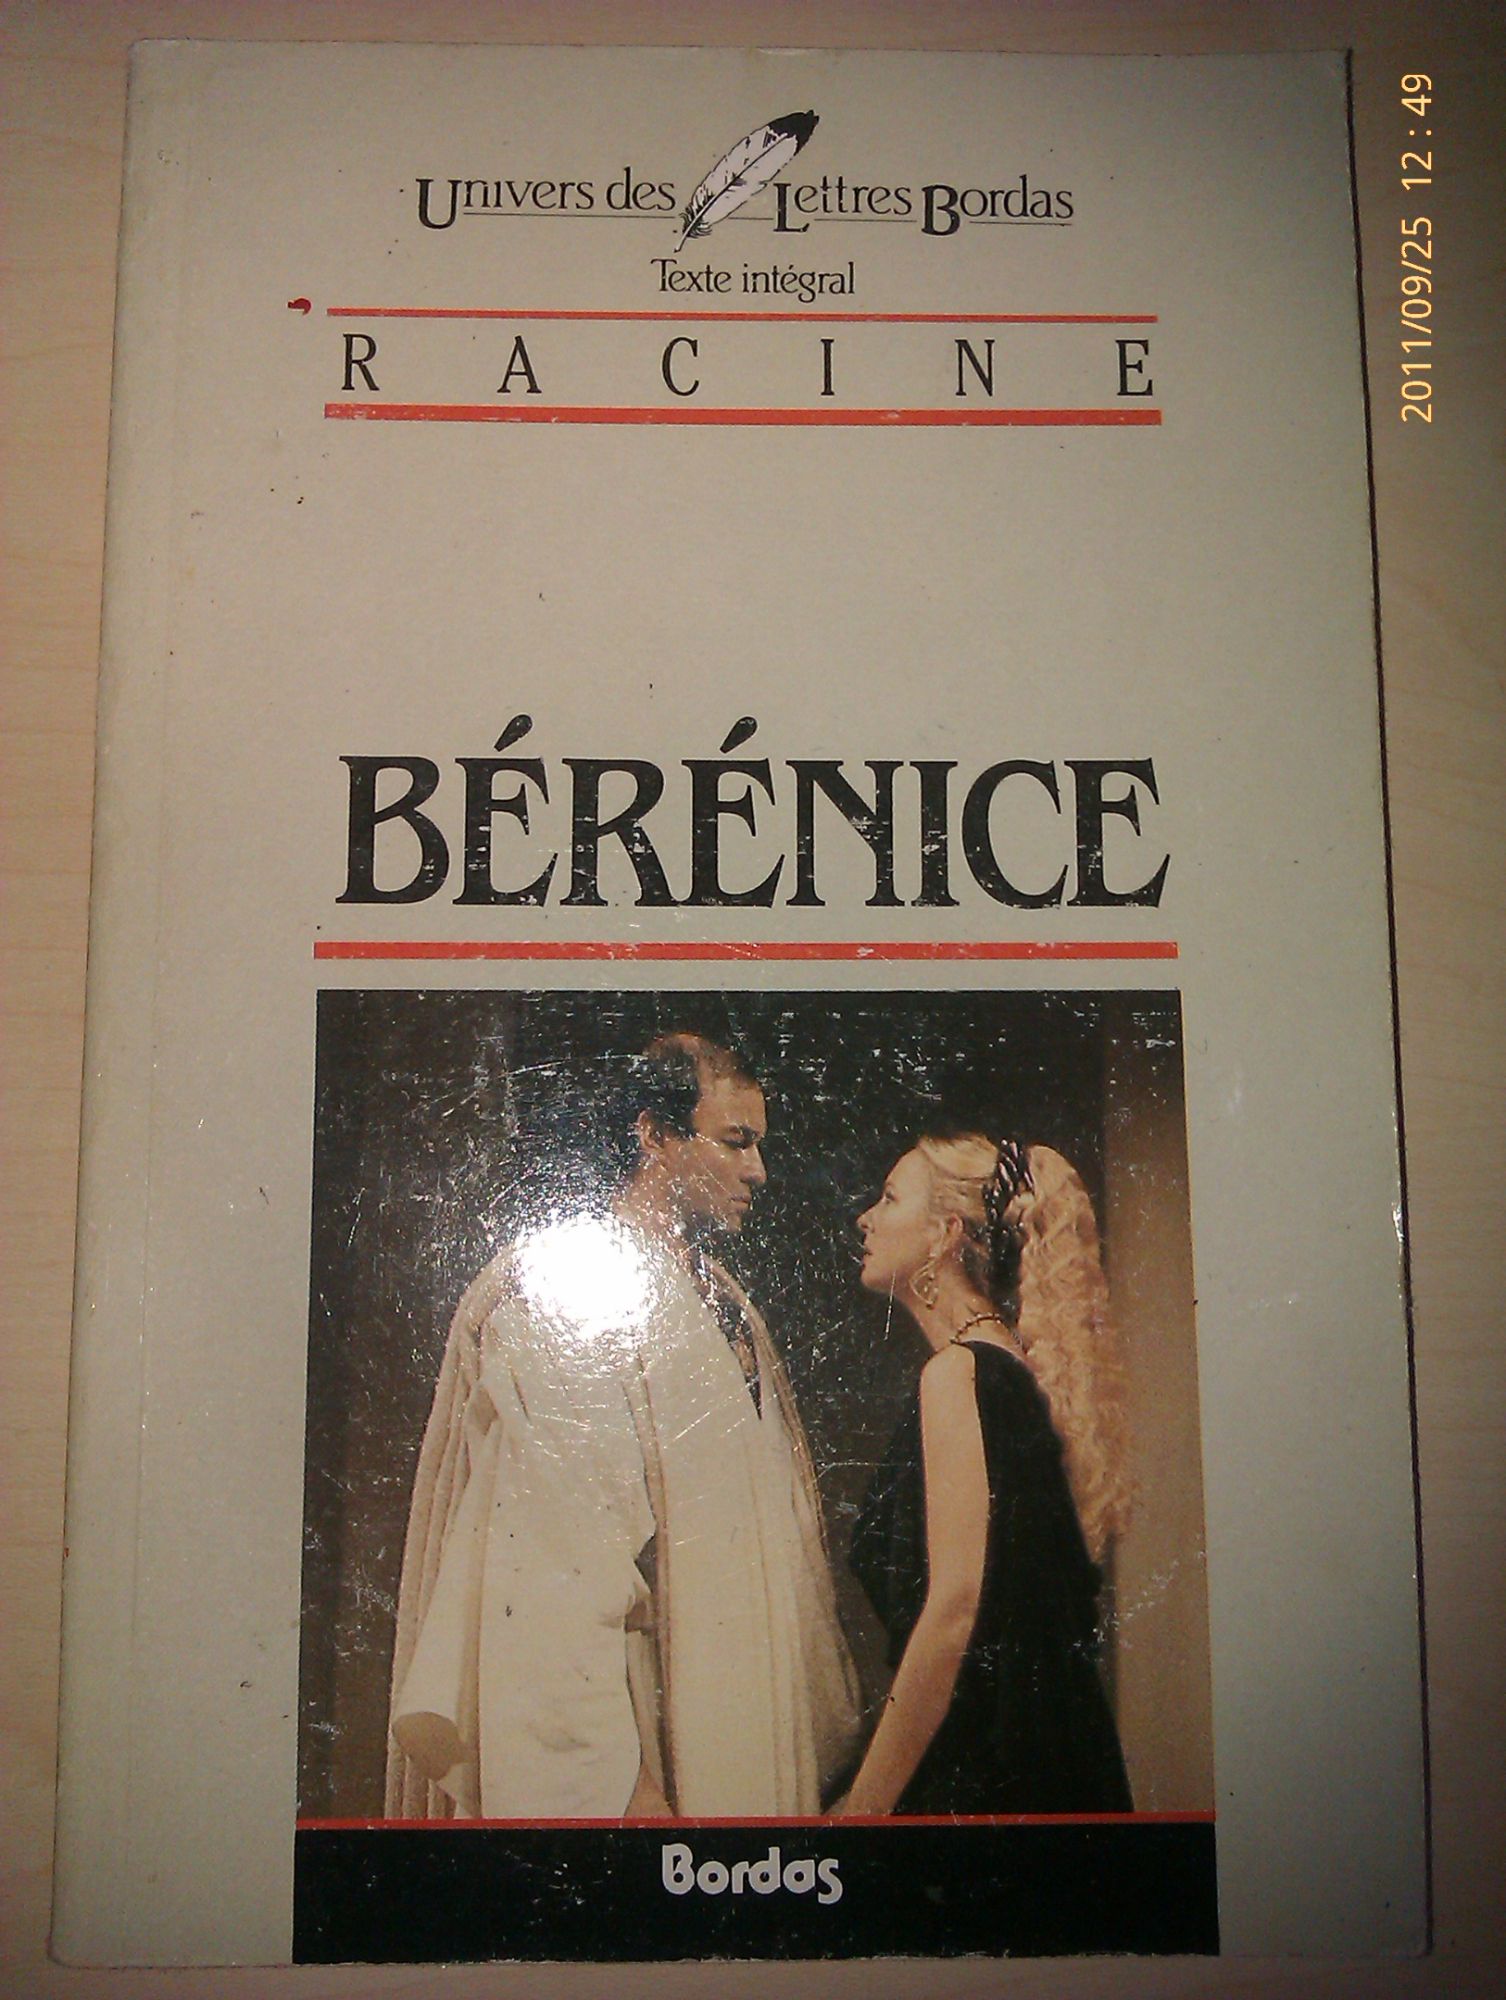 Univers des Lettres Bordas
Texte intégral
RACINE
BÉRÉNICE
Bordas
2011/09/25 12:49